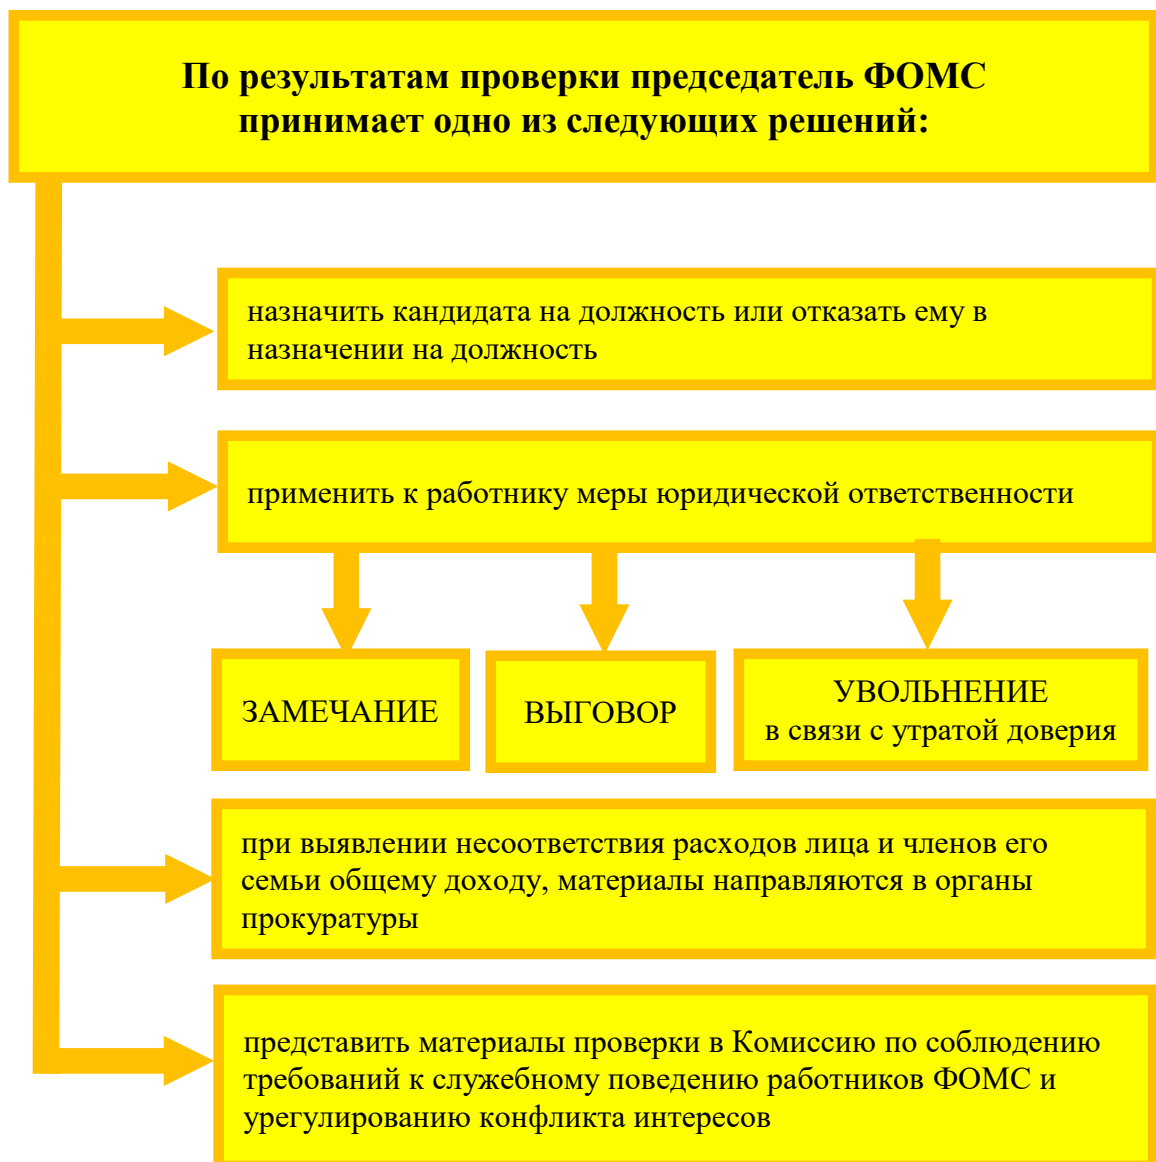 По результатам проверки председатель ФОМС
принимает одно из следующих решений:
назначить кандидата на должность или отказать ему в
назначении на должность
применить к работнику меры юридической ответственности
ЗАМЕЧАНИЕ
ВЫГОВОР
УВОЛЬНЕНИЕ
в связи с утратой доверия
при выявлении несоответствия расходов лица и членов его
семьи общему доходу, материалы направляются в органы
прокуратуры
представить материалы проверки в Комиссию по соблюдению
требований к служебному поведению работников ФОМС и
урегулированию конфликта интересов